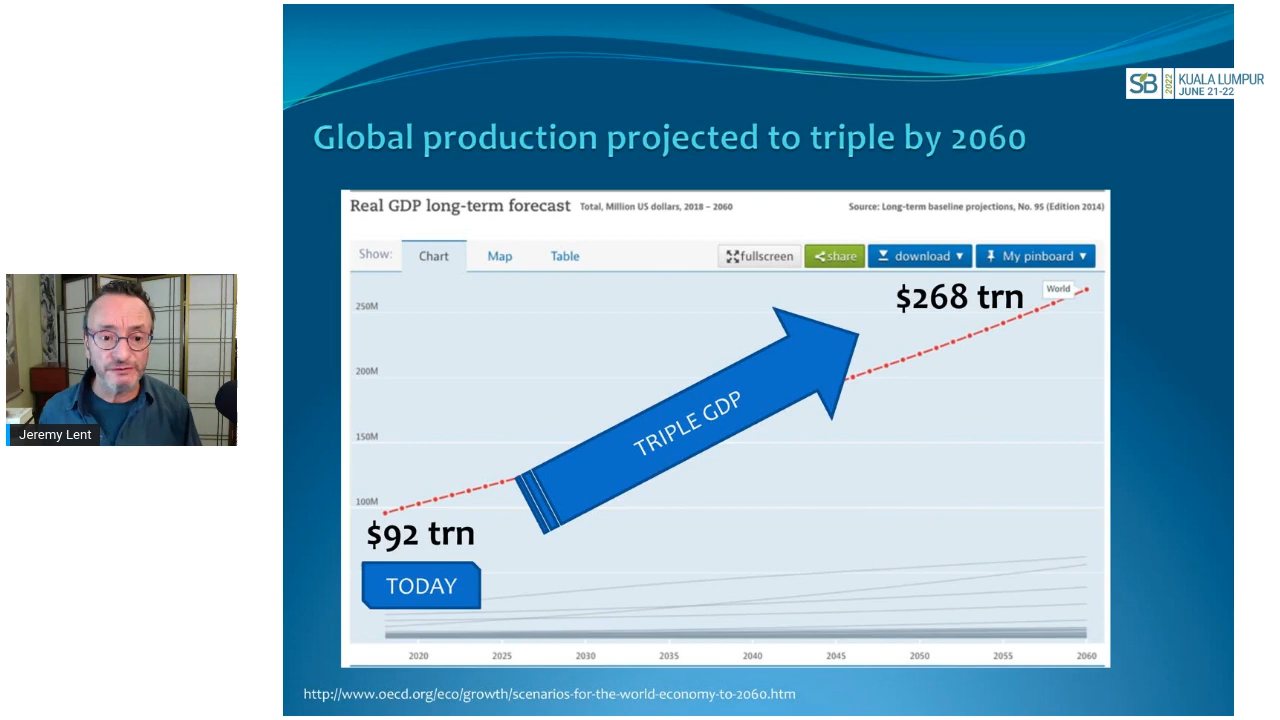 SB
2022
KUALA LUMPUR
JUNE 21-22
Global production projected to triple by 2060
Real GDP long-term forecast Total, Million US dollars, 2018 – 2060
Source: Long-term baseline projections, No. 95 (Edition 2014)
Show: Chart Map Table
fullscreen share download ▼ My pinboard ▼
$268 trn
World
250M
200M
150M
100M
TRIPLE GDP
$92 trn
TODAY
2020 2025 2030 2035 2040 2045 2050 2055 2060
http://www.oecd.org/eco/growth/scenarios-for-the-world-economy-to-2060.htm
Jeremy Lent